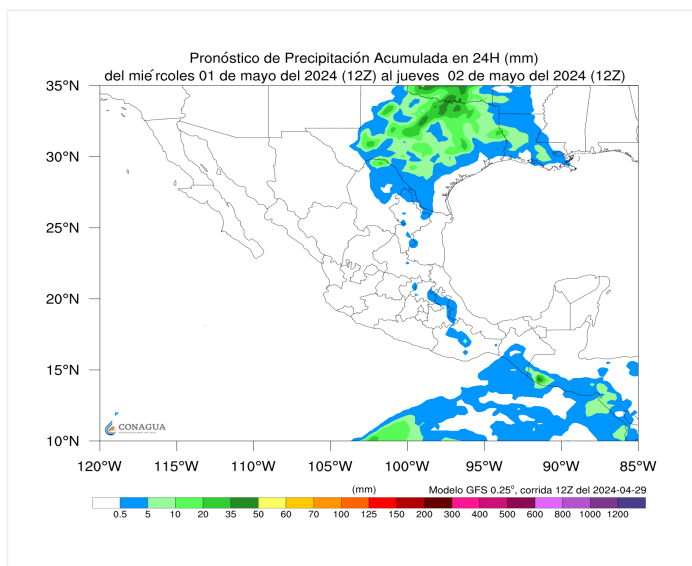 Pronóstico de Precipitación Acumulada en 24H (mm)
del miércoles 01 de mayo del 2024 (12Z) al jueves 02 de mayo del 2024 (12Z)
35°N
30°N
25°N
20°N
15°N
10°N
CONAGUA
120°W 115°W 110°W 105°W 100°W 95°W 90°W 85°W
(mm) Modelo GFS 0.25°, corrida 12Z del 2024-04-29
0.5 5 10 20 35 50 60 70 100 125 150 200 300 400 500 600 800 1000 1200